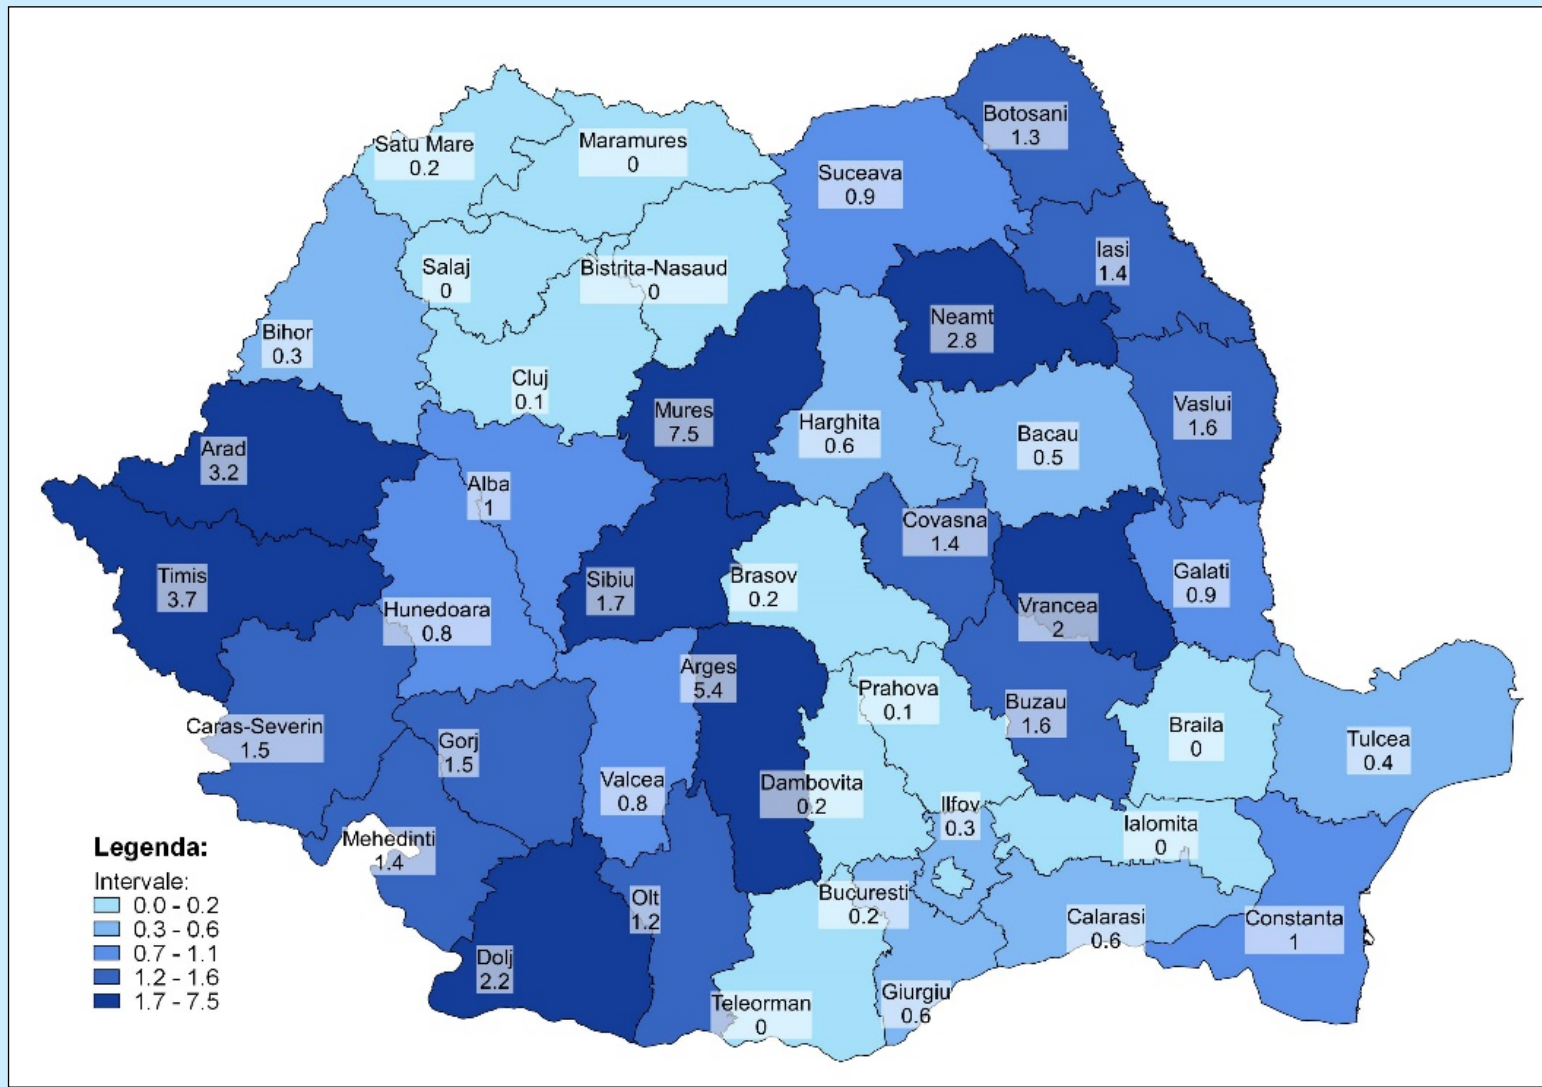 Botosani
1.3
Satu Mare
0.2
Maramures
0
Suceava
0.9
Iasi
1.4
Salaj
0
Bistrita-Nasaud
0
Neamt
2.8
Bihor
0.3
Cluj
0.1
Mures
7.5
Harghita
0.6
Vaslui
1.6
Bacau
0.5
Arad
3.2
Alba
1
Covasna
1.4
Timis
3.7
Sibiu
1.7
Brasov
0.2
Galati
0.9
Hunedoara
0.8
Vrancea
2
Arges
5.4
Prahova
0.1
Buzau
1.6
Caras-Severin
1.5
Gorj
1.5
Braila
0
Tulcea
0.4
Valcea
0.8
Dambovita
0.2
Ilfov
0.3
Ialomita
0
Mehedinti
1.4
Olt
1.2
Bucuresti
0.2
Calarasi
0.6
Constanta
1
Dolj
2.2
Teleorman
0
Giurgiu
0.6
Legenda:
Intervale:
0.0 - 0.2
0.3 - 0.6
0.7 - 1.1
1.2 - 1.6
1.7 - 7.5